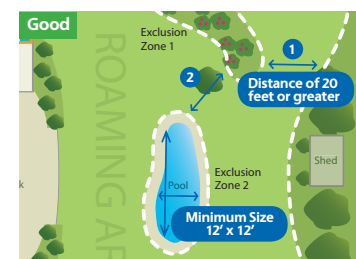 Good
Exclusion
Zone 1
1
2
Distance of 20
feet or greater
ROAMING AR
Shed
Pool
Exclusion
Zone 2
Minimum Size
12' x 12'
k